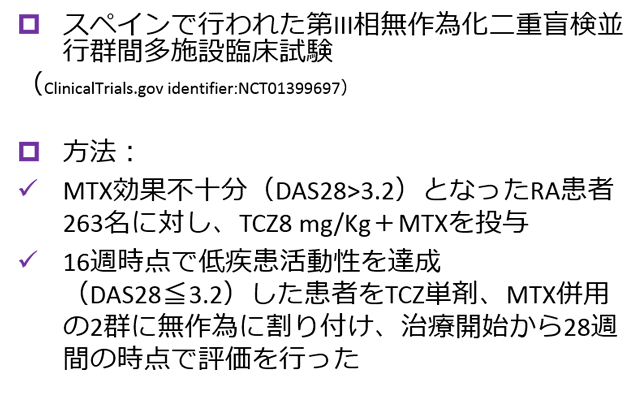 スペインで行われた第III相無作為化二重盲検並
行群間多施設臨床試験
（ClinicalTrials.gov identifier:NCT01399697）
方法：
MTX効果不十分（DAS28>3.2）となったRA患者
263名に対し、TCZ8 mg/Kg＋MTXを投与
16週時点で低疾患活動性を達成
（DAS28≦3.2）した患者をTCZ単剤、MTX併用
の2群に無作為に割り付け、治療開始から28週
間の時点で評価を行った